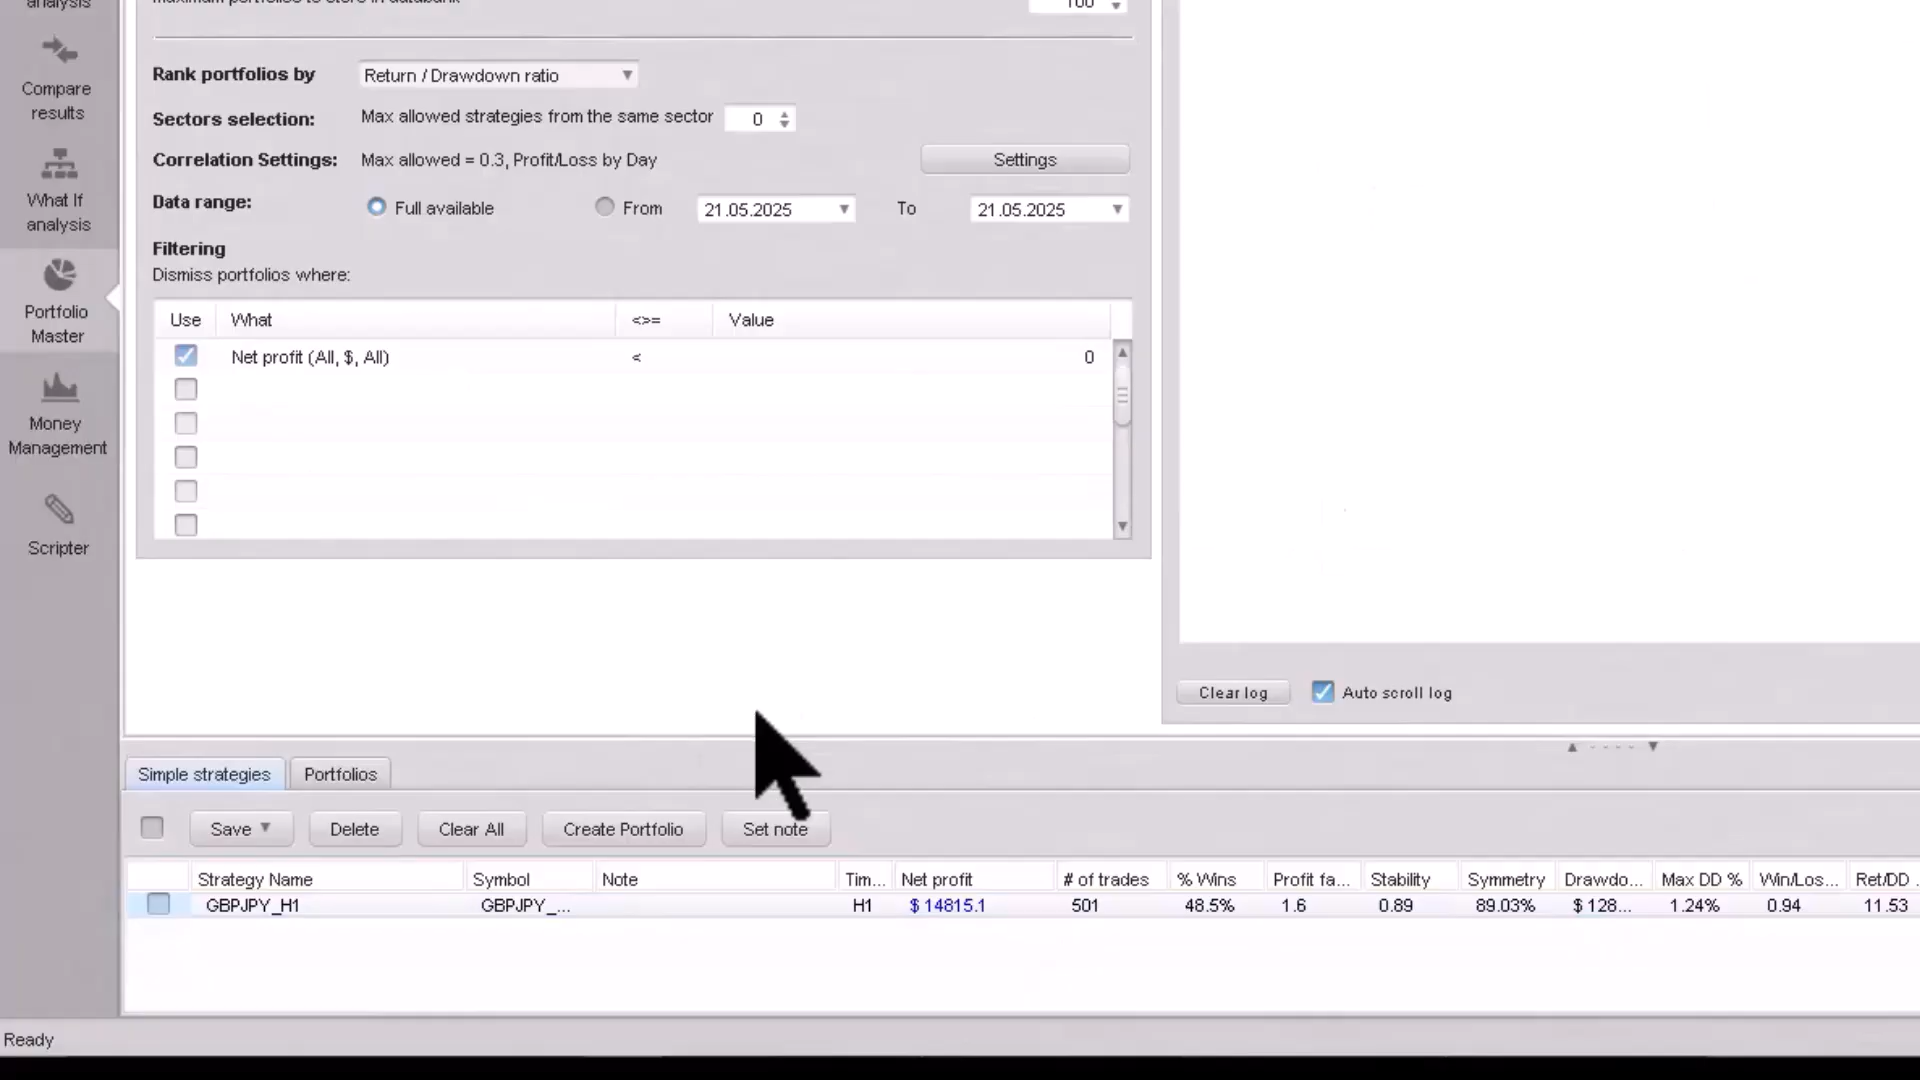 analysis
100
Rank portfolios by Return / Drawdown ratio
Compare
results
Sectors selection: Max allowed strategies from the same sector 0
Correlation Settings: Max allowed = 0.3, Profit/Loss by Day Settings
What If
analysis
Data range: Full available From 21.05.2025 To 21.05.2025
Filtering
Dismiss portfolios where:
Portfolio
Master
Use What <>= Value
Net profit (All, $, All) < 0
Money
Management
Scripter
Clear log Auto scroll log
Simple strategies Portfolios
Save Delete Clear All Create Portfolio Set note
Strategy Name Symbol Note Tim... Net profit # of trades % Wins Profit fa... Stability Symmetry Drawdo... Max DD % Win/Los... Ret/DD
GBPJPY_H1 GBPJPY_... H1 $ 14815.1 501 48.5% 1.6 0.89 89.03% $ 128... 1.24% 0.94 11.53
Ready